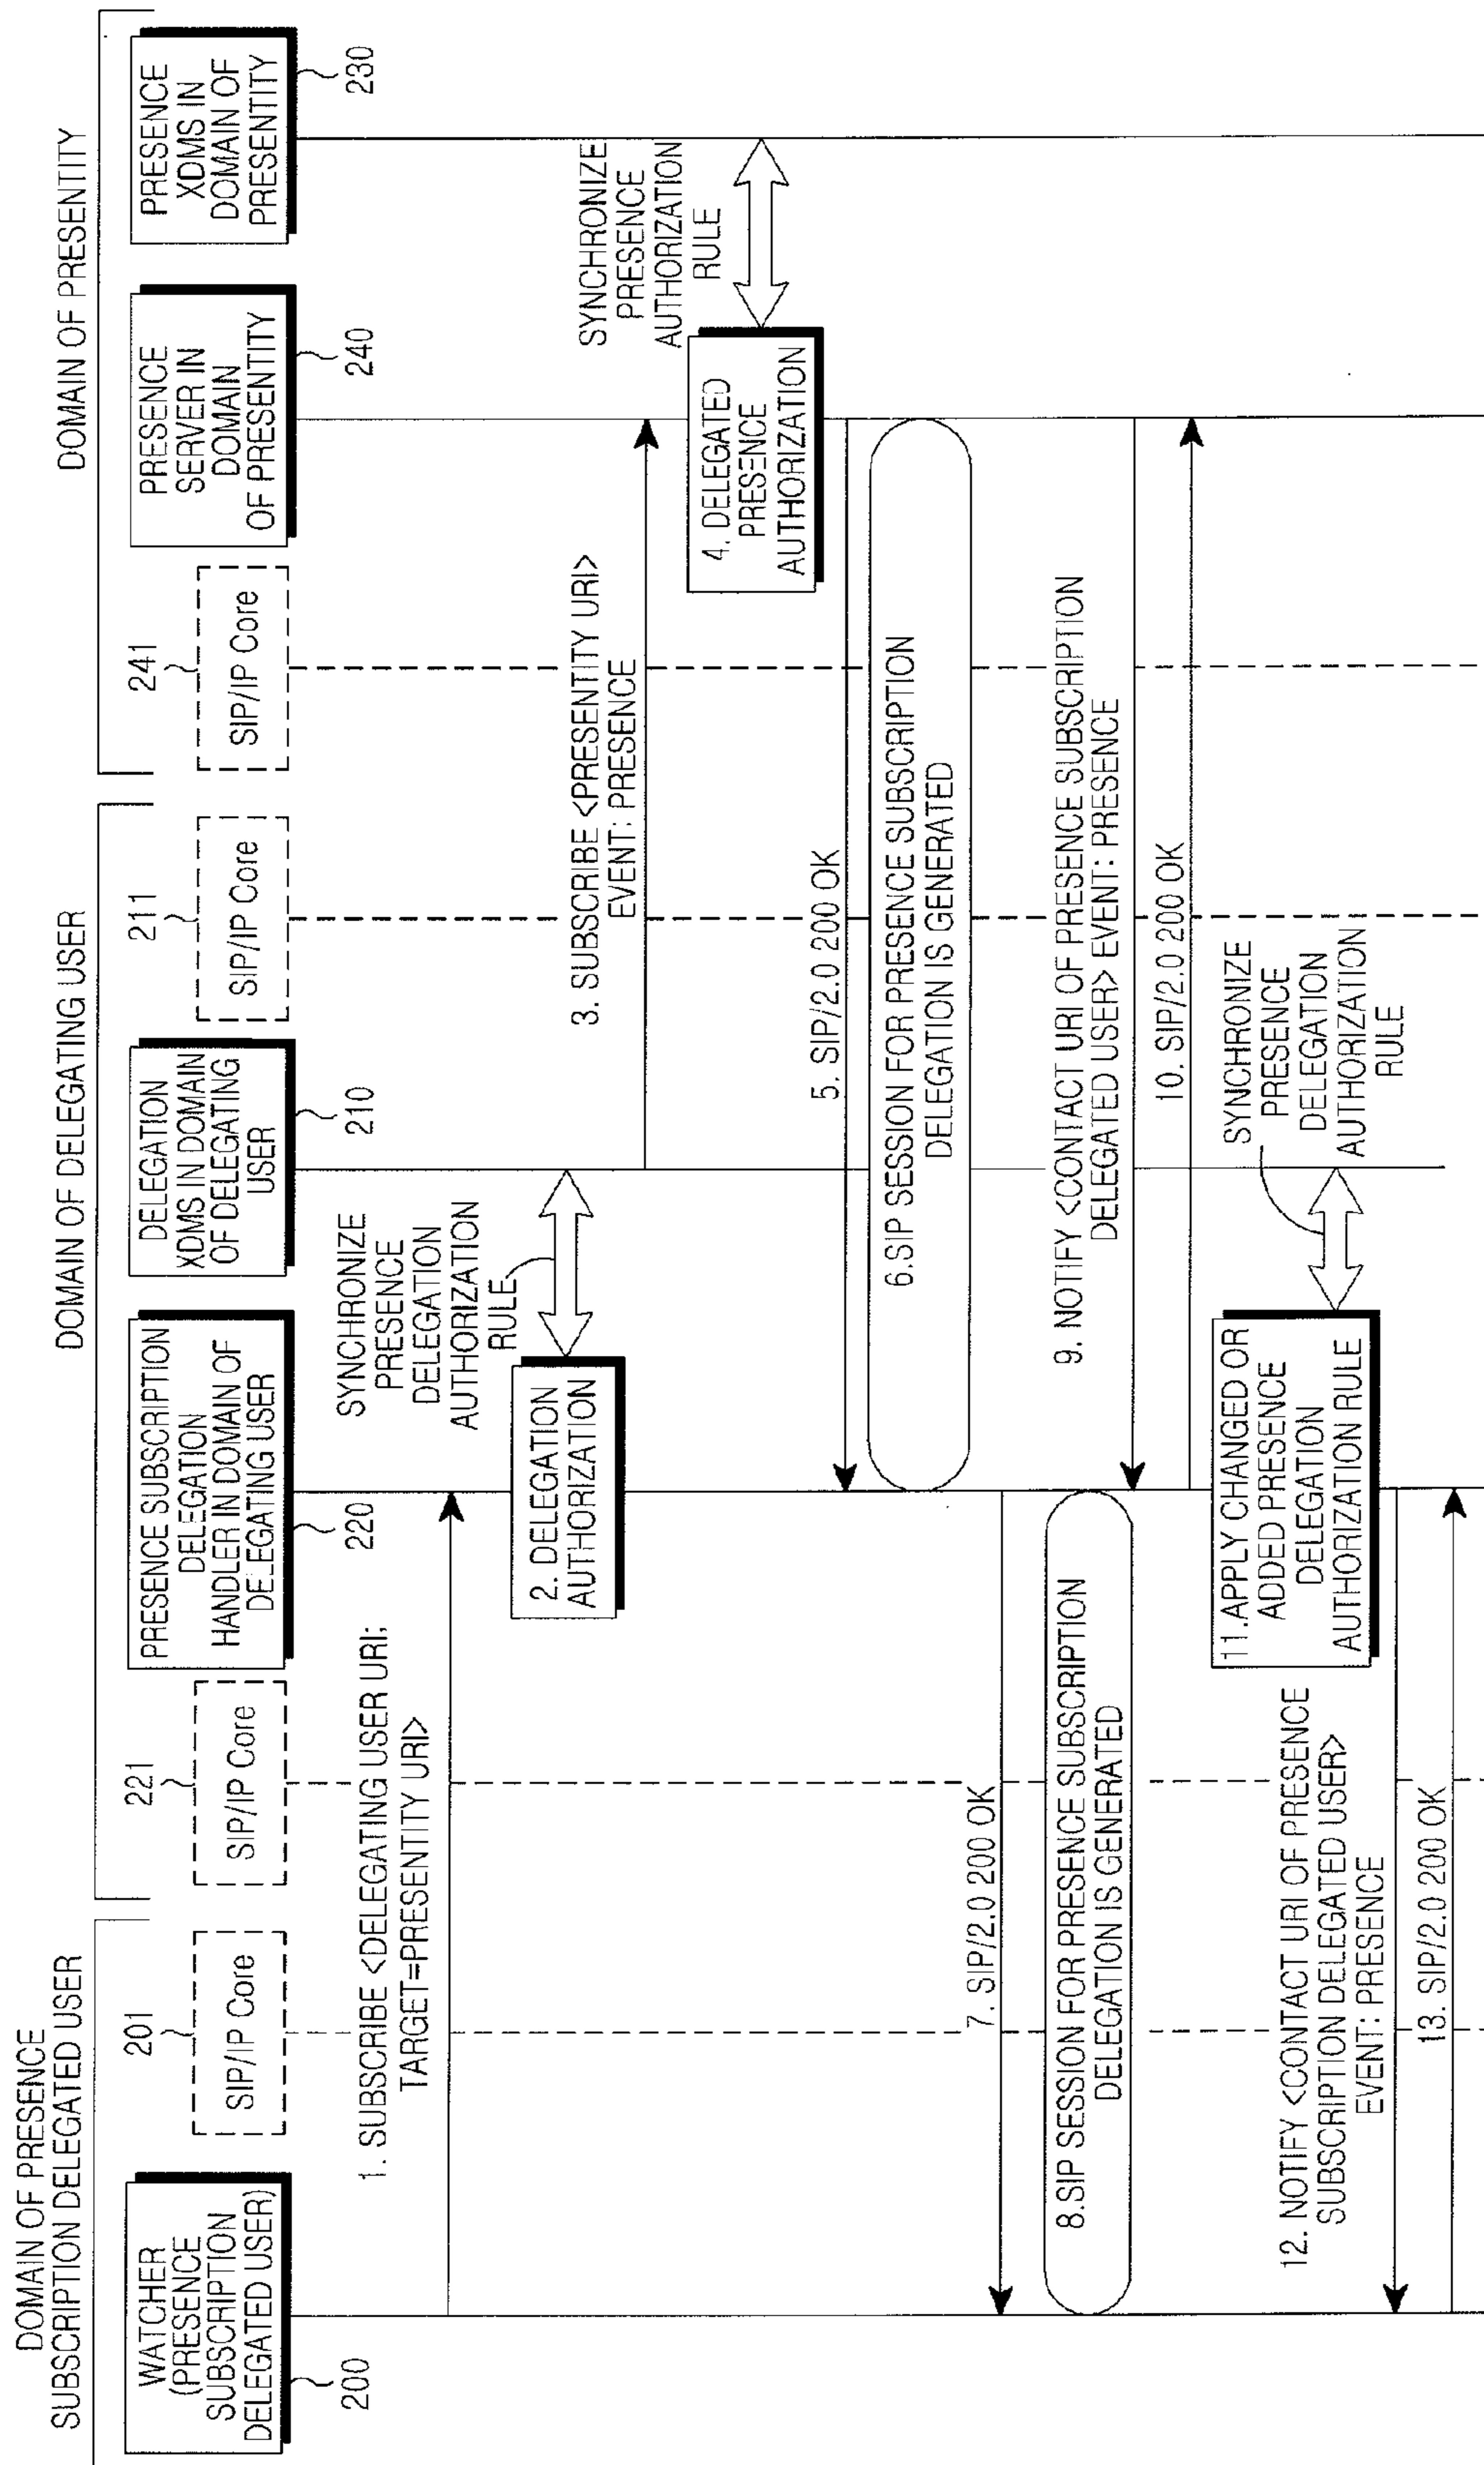 DOMAIN OF PRESENCE
SUBSCRIPTION DELEGATED USER
DOMAIN OF DELEGATING USER
DOMAIN OF PRESENTITY
WATCHER
(PRESENCE
SUBSCRIPTION
DELEGATED USER)
200
201
SIP/IP Core
221
SIP/IP Core
PRESENCE SUBSCRIPTION
DELEGATION
HANDLER IN DOMAIN OF
DELEGATING USER
220
DELEGATION
XDMS IN DOMAIN
OF DELEGATING
USER
210
211
SIP/IP Core
241
SIP/IP Core
PRESENCE
SERVER IN
DOMAIN
OF PRESENTITY
240
PRESENCE
XDMS IN
DOMAIN OF
PRESENTITY
230
1. SUBSCRIBE <DELEGATING USER URI;
TARGET=PRESENTITY URI>
SYNCHRONIZE
PRESENCE
DELEGATION
AUTHORIZATION
RULE
2. DELEGATION
AUTHORIZATION
3. SUBSCRIBE <PRESENTITY URI>
EVENT: PRESENCE
SYNCHRONIZE
PRESENCE
AUTHORIZATION
RULE
4. DELEGATED
PRESENCE
AUTHORIZATION
5. SIP/2.0 200 OK
6.SIP SESSION FOR PRESENCE SUBSCRIPTION
DELEGATION IS GENERATED
7. SIP/2.0 200 OK
8.SIP SESSION FOR PRESENCE SUBSCRIPTION
DELEGATION IS GENERATED
9. NOTIFY <CONTACT URI OF PRESENCE SUBSCRIPTION
DELEGATED USER> EVENT: PRESENCE
10. SIP/2.0 200 OK
SYNCHRONIZE
PRESENCE
DELEGATION
AUTHORIZATION
RULE
11.APPLY CHANGED OR
ADDED PRESENCE
DELEGATION
AUTHORIZATION RULE
12. NOTIFY <CONTACT URI OF PRESENCE
SUBSCRIPTION DELEGATED USER>
EVENT: PRESENCE
13. SIP/2.0 200 OK